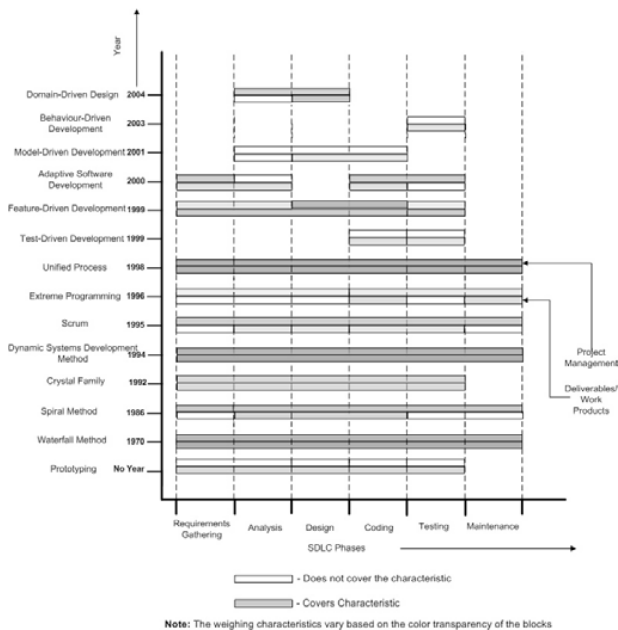 Year
Domain-Driven Design 2004
Behaviour-Driven 2003
Development
Model-Driven Development 2001
Adaptive Software 2000
Development
Feature-Driven Development 1999
Test-Driven Development 1999
Unified Process 1998
Extreme Programming 1996
Scrum 1995
Dynamic Systems Development
Method 1994
Crystal Family 1992
Spiral Method 1986
Waterfall Method 1970
Prototyping No Year
Project
Management
Deliverables/
Work
Products
Requirements
Gathering
Analysis
Design
Coding
Testing
Maintenance
SDLC Phases
- Does not cover the characteristic
- Covers Characteristic
Note: The weighing characteristics vary based on the color transparency of the blocks